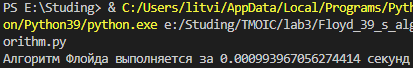 PS E:\Studing> & C:/Users/litvi/AppData/Local/Programs/Pyth
on/Python39/python.exe e:/Studing/TMOIC/lab3/Floyd_39_s_alg
orithm.py
Алгоритм Флойда выполняется за 0.000993967056274414 секунд